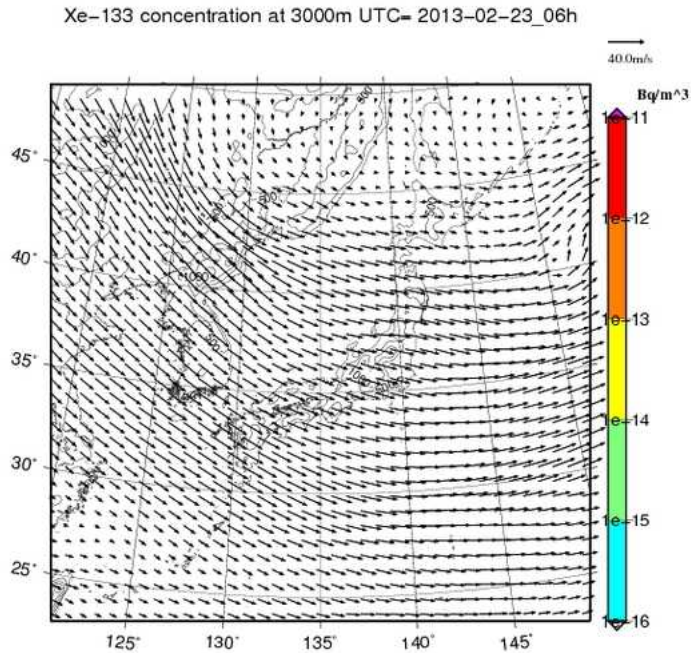 Xe-133 concentration at 3000m UTC= 2013-02-23_06h
40.0m/s
Bq/m^3
1e-11
45°
1e-12
40°
1e-13
35°
1e-14
30°
1e-15
25°
1e-16
125° 130° 135° 140° 145°